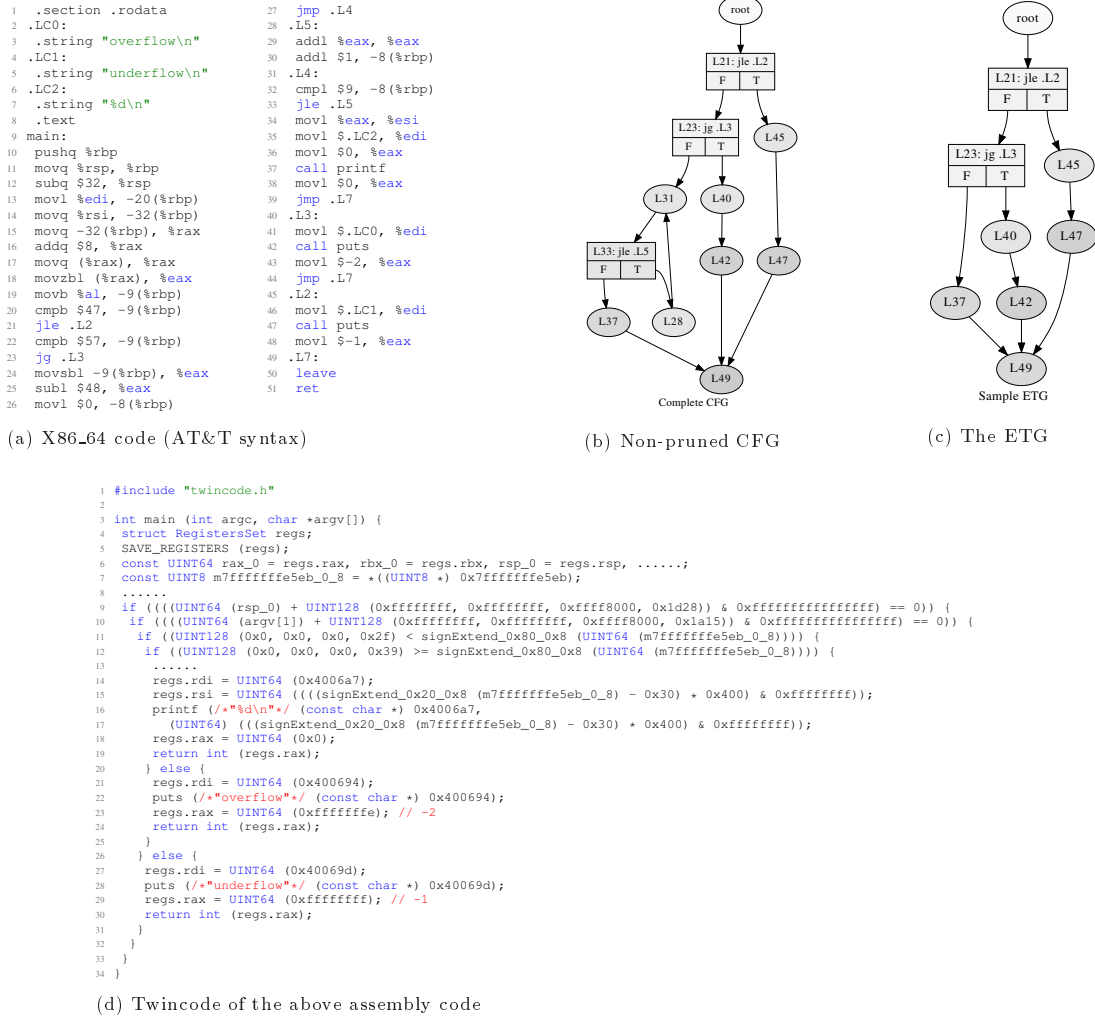 1 .section .rodata
2 .LC0:
3 .string "overflow\n"
4 .LC1:
5 .string "underflow\n"
6 .LC2:
7 .string "%d\n"
8 .text
9 main:
10 pushq %rbp
11 movq %rsp, %rbp
12 subq $32, %rsp
13 movl %edi, -20(%rbp)
14 movq %rsi, -32(%rbp)
15 movq -32(%rbp), %rax
16 addq $8, %rax
17 movq (%rax), %rax
18 movzbl (%rax), %eax
19 movb %al, -9(%rbp)
20 cmpb $47, -9(%rbp)
21 jle .L2
22 cmpb $57, -9(%rbp)
23 jg .L3
24 movsbl -9(%rbp), %eax
25 subl $48, %eax
26 movl $0, -8(%rbp)
27 jmp .L4
28 .L5:
29 addl %eax, %eax
30 addl $1, -8(%rbp)
31 .L4:
32 cmpl $9, -8(%rbp)
33 jle .L5
34 movl %eax, %esi
35 movl $.LC2, %edi
36 movl $0, %eax
37 call printf
38 movl $0, %eax
39 jmp .L7
40 .L3:
41 movl $.LC0, %edi
42 call puts
43 movl $-2, %eax
44 jmp .L7
45 .L2:
46 movl $.LC1, %edi
47 call puts
48 movl $-1, %eax
49 .L7:
50 leave
51 ret
(a) X86_64 code (AT&T syntax)
root
L21: jle .L2
F T
L23: jg .L3
F T
L45
L31
L40
L33: jle .L5
F T
L42
L47
L37
L28
L49
Complete CFG
(b) Non-pruned CFG
root
L21: jle .L2
F T
L23: jg .L3
F T
L45
L40
L47
L37
L42
L49
Sample ETG
(c) The ETG
1 #include "twincode.h"
2
3 int main (int argc, char *argv[]) {
4 struct RegistersSet regs;
5 SAVE_REGISTERS (regs);
6 const UINT64 rax_0 = regs.rax, rbx_0 = regs.rbx, rsp_0 = regs.rsp, ......;
7 const UINT8 m7fffffffe5eb_0_8 = *((UINT8 *) 0x7fffffffe5eb);
8 ......
9 if ((((UINT64 (rsp_0) + UINT128 (0xffffffff, 0xffffffff, 0xffff8000, 0x1d28)) & 0xffffffffffffffff) == 0)) {
10 if ((((UINT64 (argv[1]) + UINT128 (0xffffffff, 0xffffffff, 0xffff8000, 0x1a15)) & 0xffffffffffffffff) == 0)) {
11 if ((UINT128 (0x0, 0x0, 0x0, 0x2f) < signExtend_0x80_0x8 (UINT64 (m7fffffffe5eb_0_8)))) {
12 if ((UINT128 (0x0, 0x0, 0x0, 0x39) >= signExtend_0x80_0x8 (UINT64 (m7fffffffe5eb_0_8)))) {
13 ......
14 regs.rdi = UINT64 (0x4006a7);
15 regs.rsi = UINT64 ((((signExtend_0x20_0x8 (m7fffffffe5eb_0_8) - 0x30) * 0x400) & 0xffffffff));
16 printf (/*"%d\n"*/ (const char *) 0x4006a7,
17 (UINT64) (((signExtend_0x20_0x8 (m7fffffffe5eb_0_8) - 0x30) * 0x400) & 0xffffffff));
18 regs.rax = UINT64 (0x0);
19 return int (regs.rax);
20 } else {
21 regs.rdi = UINT64 (0x400694);
22 puts (/*"overflow"*/ (const char *) 0x400694);
23 regs.rax = UINT64 (0xfffffffe); // -2
24 return int (regs.rax);
25 }
26 } else {
27 regs.rdi = UINT64 (0x40069d);
28 puts (/*"underflow"*/ (const char *) 0x40069d);
29 regs.rax = UINT64 (0xffffffff); // -1
30 return int (regs.rax);
31 }
32 }
33 }
34 }
(d) Twincode of the above assembly code